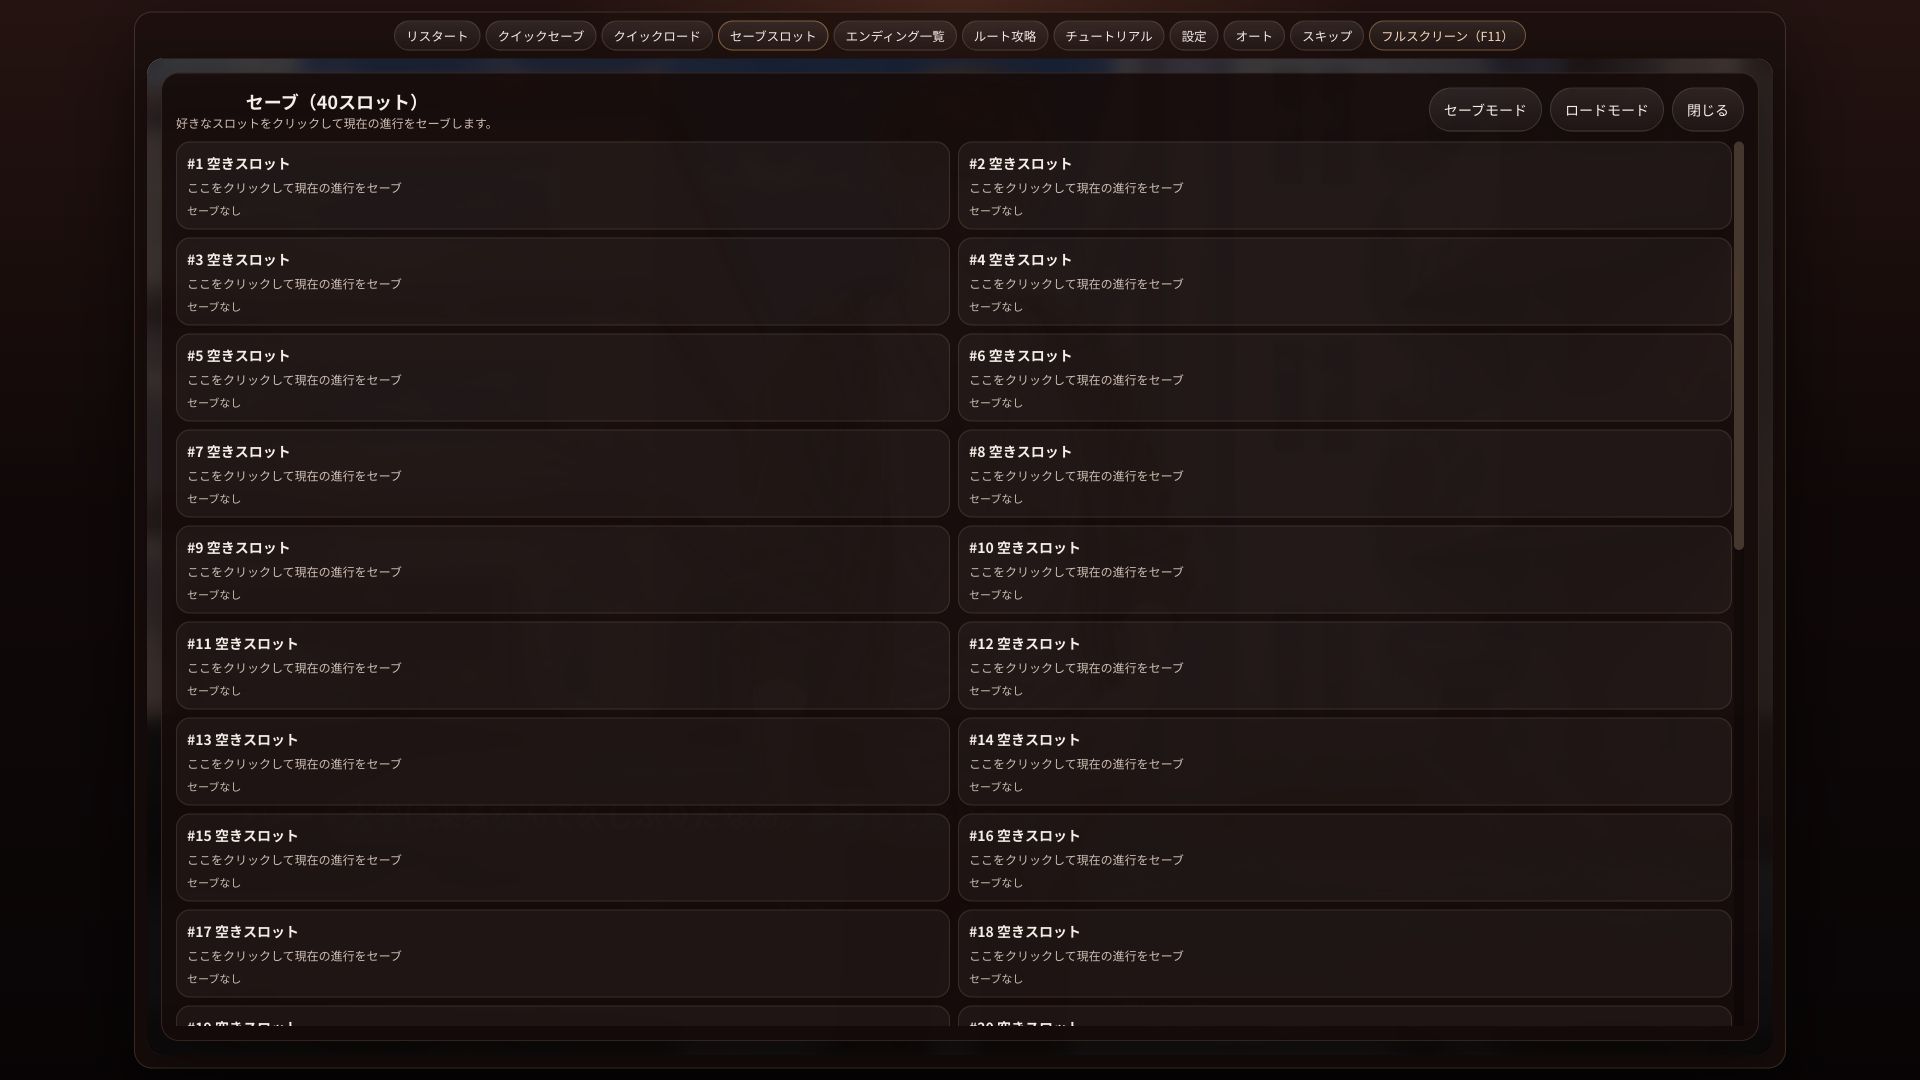 リスタート クイックセーブ クイックロード セーブスロット エンディング一覧 ルート攻略 チュートリアル 設定 オート スキップ フルスクリーン（F11）
セーブ（40スロット）
好きなスロットをクリックして現在の進行をセーブします。
セーブモード ロードモード 閉じる
#1 空きスロット
ここをクリックして現在の進行をセーブ
セーブなし
#2 空きスロット
ここをクリックして現在の進行をセーブ
セーブなし
#3 空きスロット
ここをクリックして現在の進行をセーブ
セーブなし
#4 空きスロット
ここをクリックして現在の進行をセーブ
セーブなし
#5 空きスロット
ここをクリックして現在の進行をセーブ
セーブなし
#6 空きスロット
ここをクリックして現在の進行をセーブ
セーブなし
#7 空きスロット
ここをクリックして現在の進行をセーブ
セーブなし
#8 空きスロット
ここをクリックして現在の進行をセーブ
セーブなし
#9 空きスロット
ここをクリックして現在の進行をセーブ
セーブなし
#10 空きスロット
ここをクリックして現在の進行をセーブ
セーブなし
#11 空きスロット
ここをクリックして現在の進行をセーブ
セーブなし
#12 空きスロット
ここをクリックして現在の進行をセーブ
セーブなし
#13 空きスロット
ここをクリックして現在の進行をセーブ
セーブなし
#14 空きスロット
ここをクリックして現在の進行をセーブ
セーブなし
#15 空きスロット
ここをクリックして現在の進行をセーブ
セーブなし
#16 空きスロット
ここをクリックして現在の進行をセーブ
セーブなし
#17 空きスロット
ここをクリックして現在の進行をセーブ
セーブなし
#18 空きスロット
ここをクリックして現在の進行をセーブ
セーブなし
#19 空きスロット
#20 空きスロット